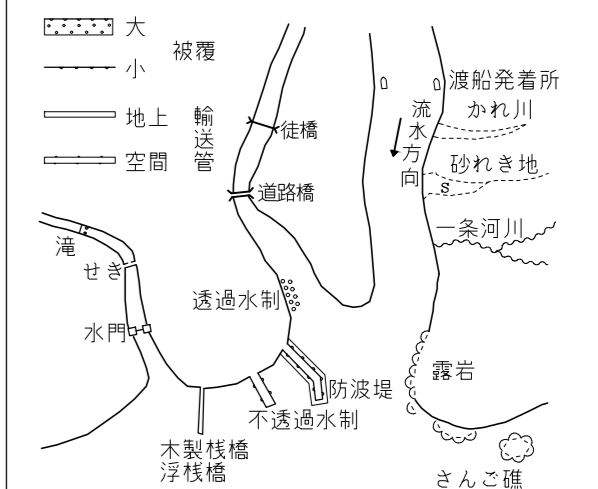 大
小
被覆
地上
空間
輸送管
徒橋
道路橋
渡船発着所
流水方向
かれ川
砂れき地
s
一条河川
滝
せき
水門
透過水制
防波堤
不透過水制
木製桟橋
浮桟橋
露岩
さんご礁